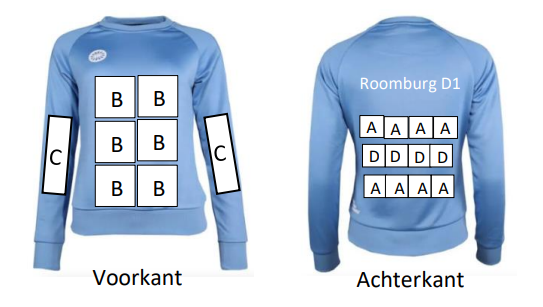 Roomburg D1
B B
A A A A
C B B C
D D D D
B B
A A A A
Voorkant Achterkant